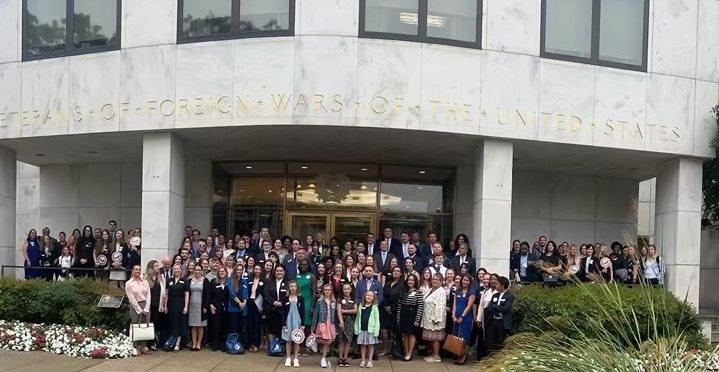 ETERANS ★ OF ★ FOREIGN ★ WARS ★ OF ★ THE ★ UNITED ★ STATES